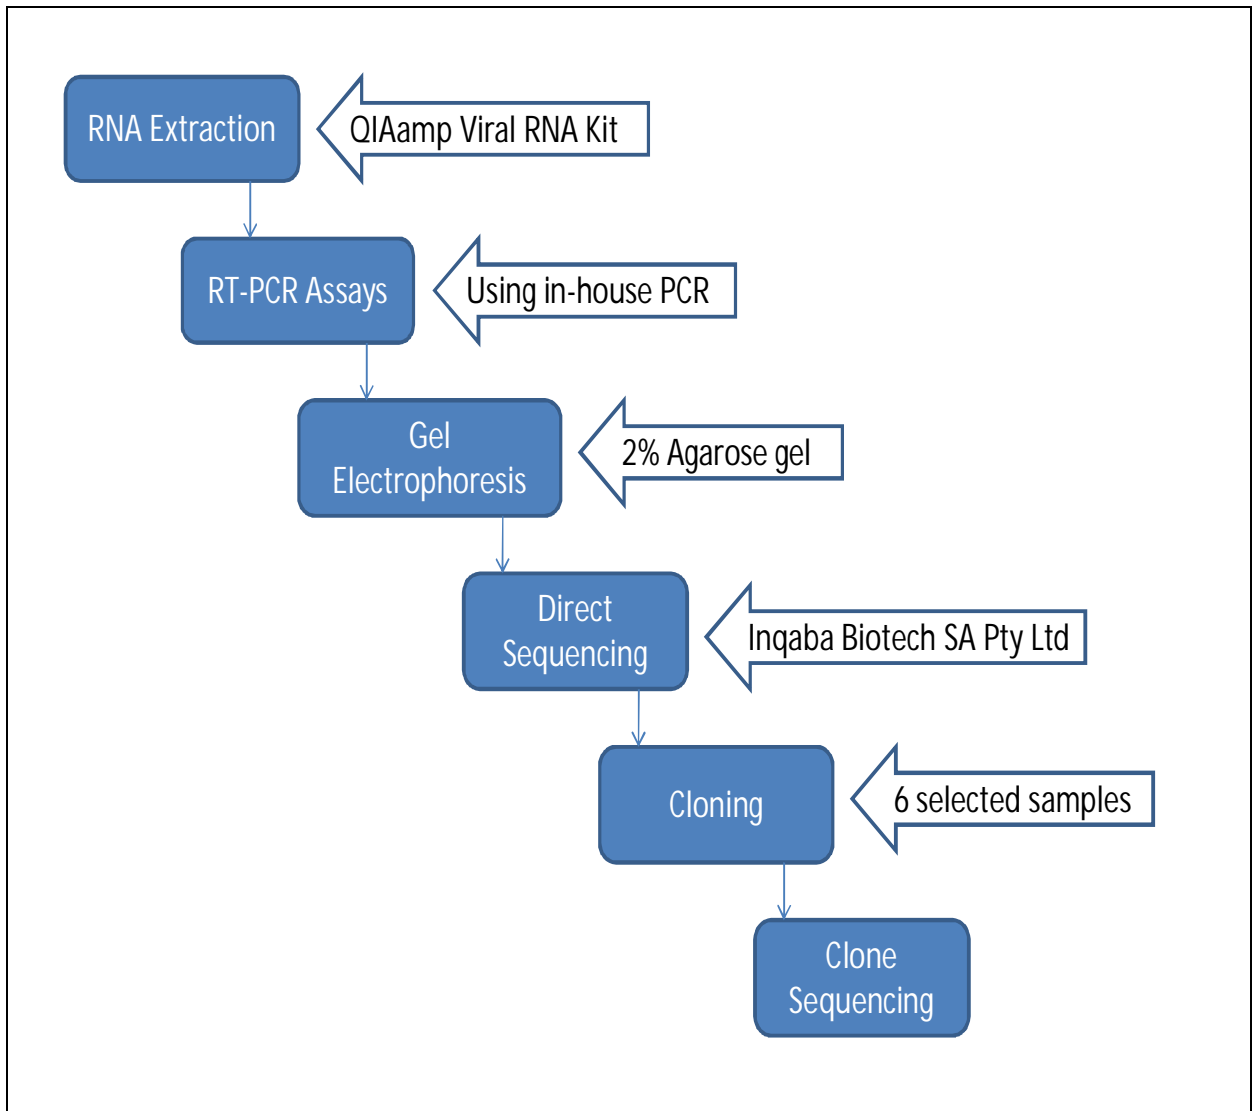 RNA Extraction
QIAamp Viral RNA Kit
RT-PCR Assays
Using in-house PCR
Gel
Electrophoresis
2% Agarose gel
Direct
Sequencing
Inqaba Biotech SA Pty Ltd
Cloning
6 selected samples
Clone
Sequencing